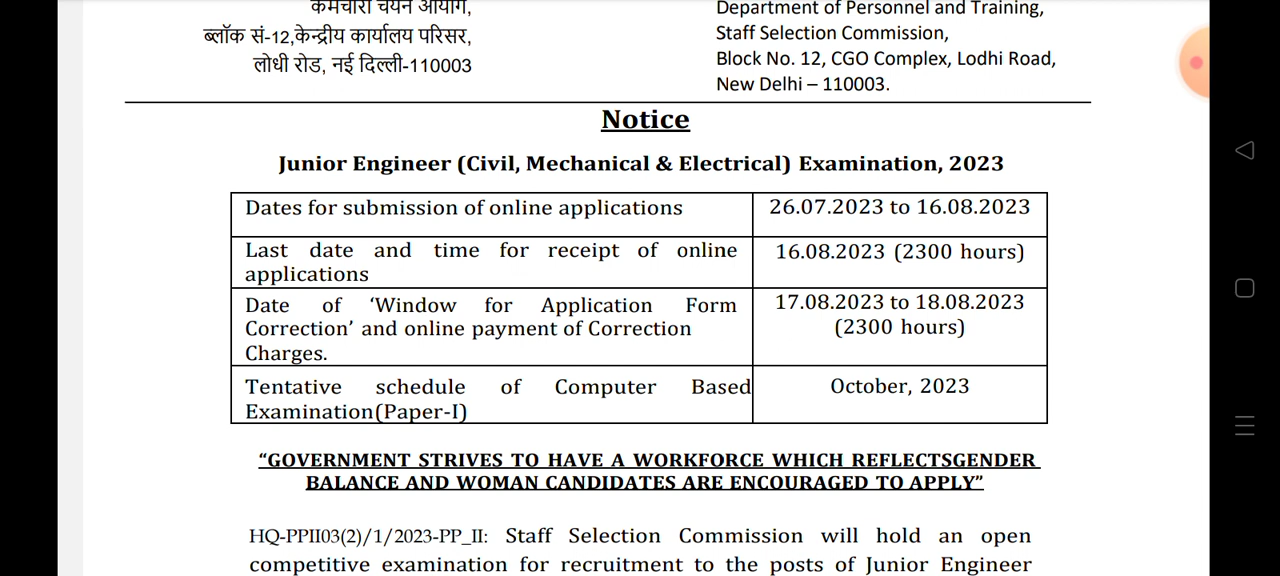 कर्मचारी चयन आयोग,
ब्लॉक सं-12,केन्द्रीय कार्यालय परिसर,
लोधी रोड, नई दिल्ली-110003
Department of Personnel and Training,
Staff Selection Commission,
Block No. 12, CGO Complex, Lodhi Road,
New Delhi – 110003.
Notice
Junior Engineer (Civil, Mechanical & Electrical) Examination, 2023
Dates for submission of online applications
26.07.2023 to 16.08.2023
Last date and time for receipt of online
applications
16.08.2023 (2300 hours)
Date of ‘Window for Application Form
Correction’ and online payment of Correction
Charges.
17.08.2023 to 18.08.2023
(2300 hours)
Tentative schedule of Computer Based
Examination(Paper-I)
October, 2023
“GOVERNMENT STRIVES TO HAVE A WORKFORCE WHICH REFLECTSGENDER
BALANCE AND WOMAN CANDIDATES ARE ENCOURAGED TO APPLY”
HQ-PPII03(2)/1/2023-PP_II: Staff Selection Commission will hold an open
competitive examination for recruitment to the posts of Junior Engineer